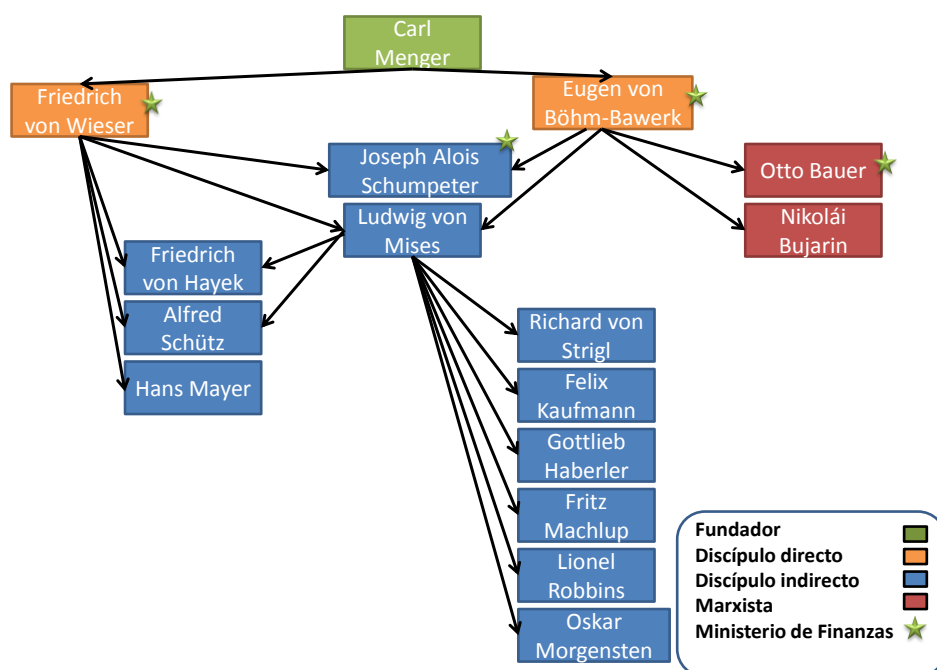 Carl
Menger
Friedrich
von Wieser
Eugen von
Böhm-Bawerk
Joseph Alois
Schumpeter
Otto Bauer
Ludwig von
Mises
Nikolái
Bujarin
Friedrich
von Hayek
Alfred
Schütz
Hans Mayer
Richard von
Strigl
Felix
Kaufmann
Gottlieb
Haberler
Fritz
Machlup
Lionel
Robbins
Oskar
Morgensten
Fundador
Discípulo directo
Discípulo indirecto
Marxista
Ministerio de Finanzas